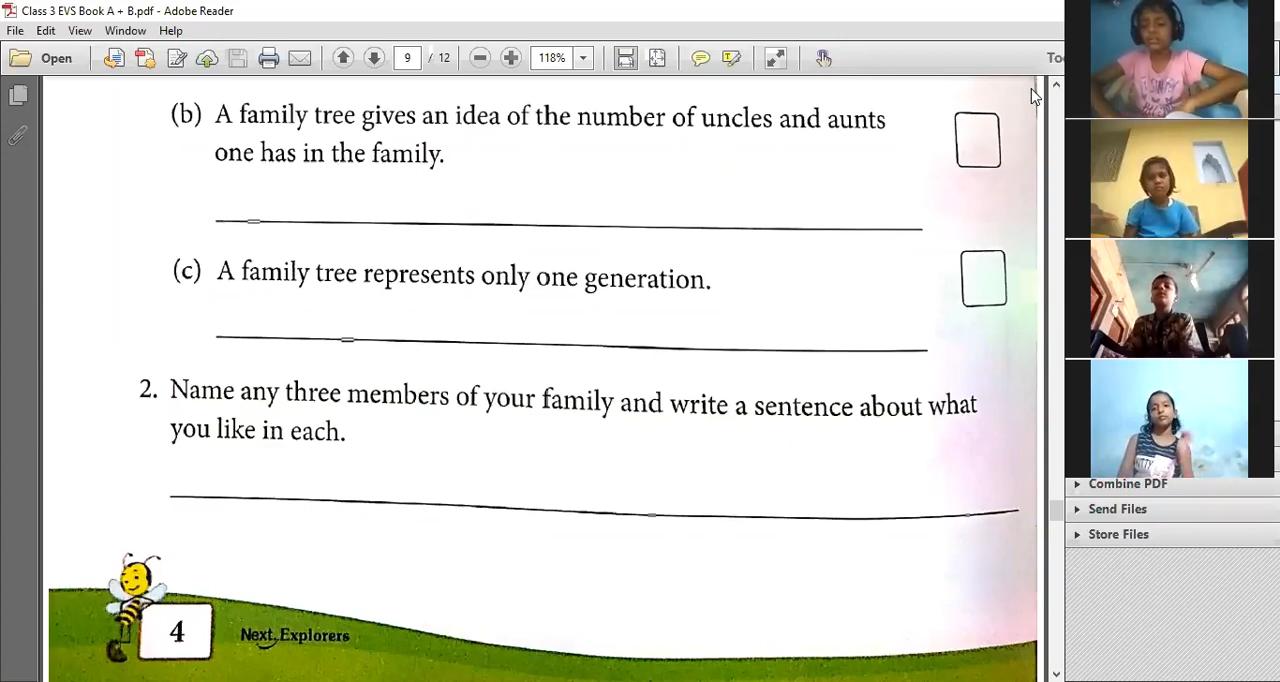 Class 3 EVS Book A + B.pdf - Adobe Reader
File Edit View Window Help
Open 9 / 12 118%
(b) A family tree gives an idea of the number of uncles and aunts
one has in the family.
(c) A family tree represents only one generation.
2. Name any three members of your family and write a sentence about what
you like in each.
4 Next Explorers
Combine PDF
Send Files
Store Files